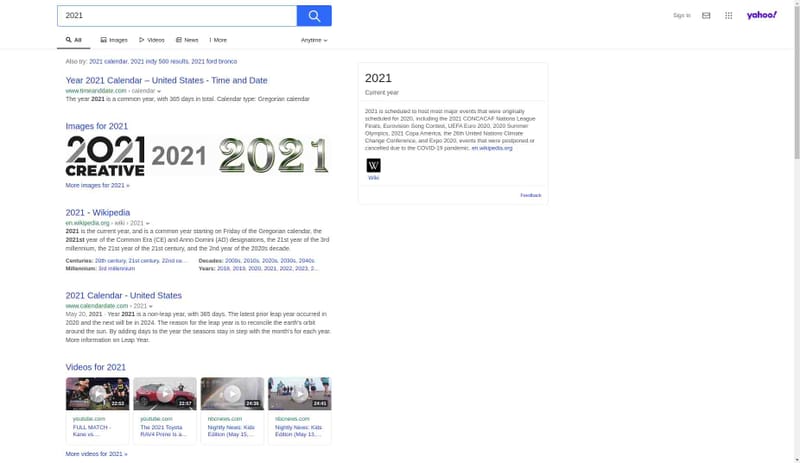 2021
Sign in
yahoo!
All
Images
Videos
News
More
Anytime
Also try: 2021 calendar, 2021 indy 500 results, 2021 ford bronco
Year 2021 Calendar – United States - Time and Date
www.timeanddate.com › calendar
The year 2021 is a common year, with 365 days in total. Calendar type: Gregorian calendar
Images for 2021
2021
CREATIVE
2021
2021
More images for 2021 »
2021 - Wikipedia
en.wikipedia.org › wiki › 2021
2021 is the current year, and is a common year starting on Friday of the Gregorian calendar, the
2021st year of the Common Era (CE) and Anno Domini (AD) designations, the 21st year of the 3rd
millennium, the 21st year of the 21st century, and the 2nd year of the 2020s decade.
Centuries: 20th century, 21st century, 22nd ce...
Decades: 2000s, 2010s, 2020s, 2030s, 2040s.
Millennium: 3rd millennium
Years: 2018, 2019, 2020, 2021, 2022, 2023, 2...
2021 Calendar - United States
www.calendardate.com › 2021
May 20, 2021 · Year 2021 is a non-leap year, with 365 days. The latest prior leap year occurred in
2020 and the next will be in 2024. The reason for the leap year is to reconcile the earth's orbit
around the sun. By adding days to the year the seasons stay in step with the month's for each year.
More information on Leap Year.
Videos for 2021
22:53
22:57
24:36
24:41
youtube.com
FULL MATCH -
Kane vs. ...
youtube.com
The 2021 Toyota
RAV4 Prime Is a...
nbcnews.com
Nightly News: Kids
Edition (May 15,...
nbcnews.com
Nightly News: Kids
Edition (May 13,...
More videos for 2021 »
2021
Current year
2021 is scheduled to host most major events that were originally
scheduled for 2020, including the 2021 CONCACAF Nations League
Finals, Eurovision Song Contest, UEFA Euro 2020, 2020 Summer
Olympics, 2021 Copa America, the 26th United Nations Climate
Change Conference, and Expo 2020, events that were postponed or
cancelled due to the COVID-19 pandemic. en.wikipedia.org
W
Wiki
Feedback